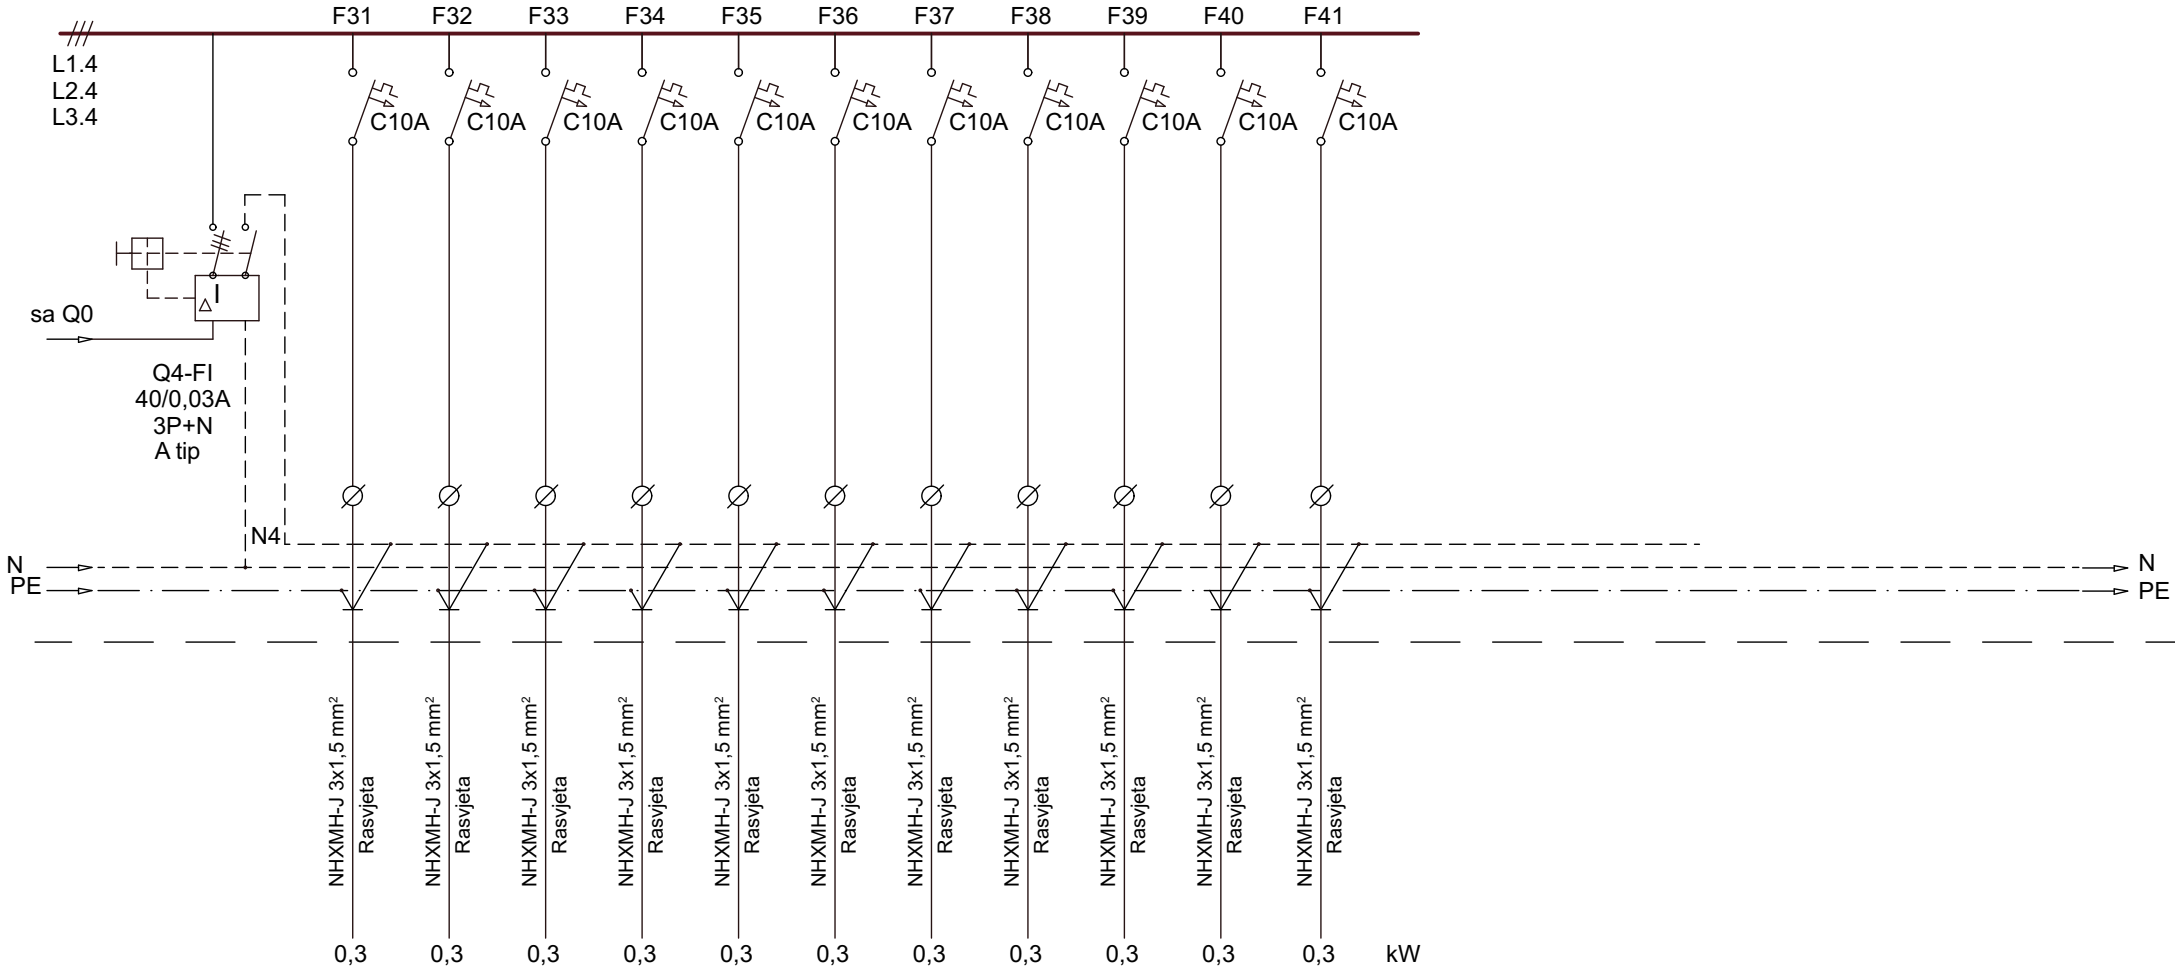 F31 F32 F33 F34 F35 F36 F37 F38 F39 F40 F41
L1.4
L2.4
L3.4
C10A C10A C10A C10A C10A C10A C10A C10A C10A C10A C10A
I
sa Q0
Q4-FI
40/0,03A
3P+N
A tip
N4
N N
PE PE
NHXMH-J 3x1,5 mm²
Rasvjeta
NHXMH-J 3x1,5 mm²
Rasvjeta
NHXMH-J 3x1,5 mm²
Rasvjeta
NHXMH-J 3x1,5 mm²
Rasvjeta
NHXMH-J 3x1,5 mm²
Rasvjeta
NHXMH-J 3x1,5 mm²
Rasvjeta
NHXMH-J 3x1,5 mm²
Rasvjeta
NHXMH-J 3x1,5 mm²
Rasvjeta
NHXMH-J 3x1,5 mm²
Rasvjeta
NHXMH-J 3x1,5 mm²
Rasvjeta
NHXMH-J 3x1,5 mm²
Rasvjeta
0,3 0,3 0,3 0,3 0,3 0,3 0,3 0,3 0,3 0,3 0,3 kW